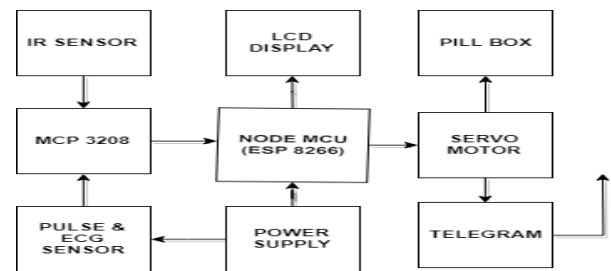 IR SENSOR
LCD
DISPLAY
PILL BOX
MCP 3208
NODE MCU
(ESP 8266)
SERVO
MOTOR
PULSE &
ECG
SENSOR
POWER
SUPPLY
TELEGRAM